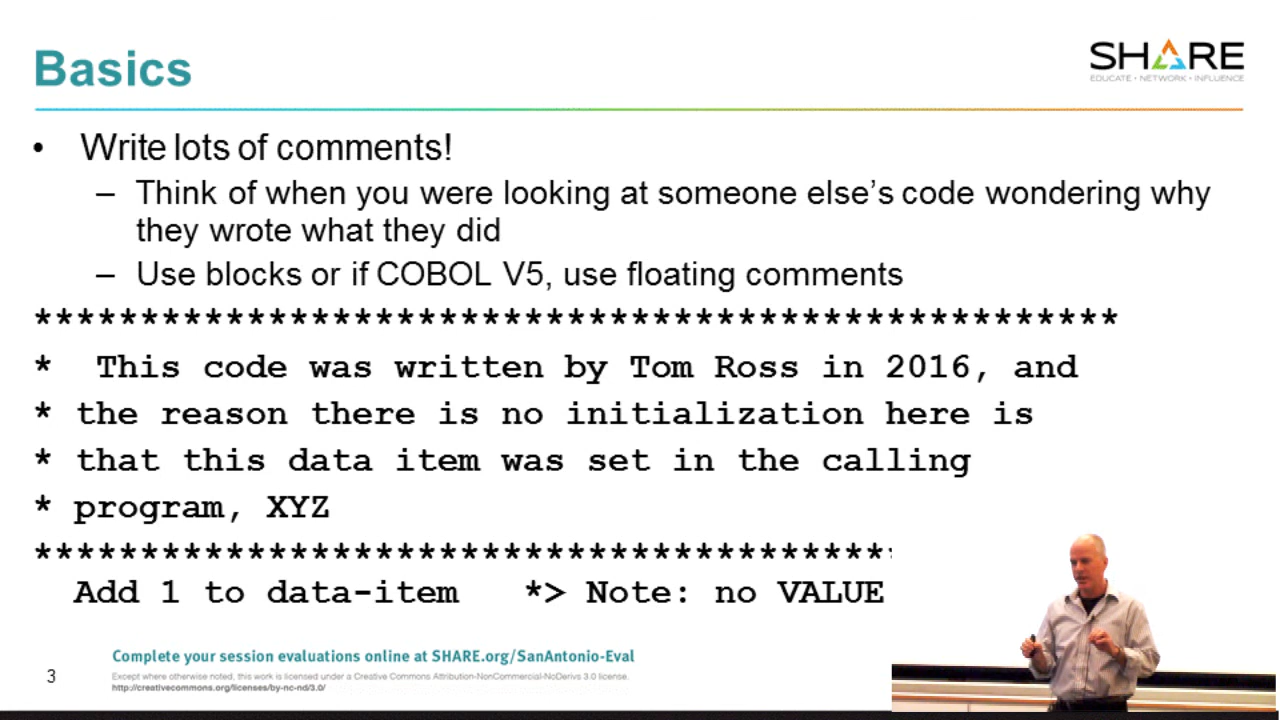 Basics
SHARE
EDUCATE • NETWORK • INFLUENCE
• Write lots of comments!
– Think of when you were looking at someone else’s code wondering why
they wrote what they did
– Use blocks or if COBOL V5, use floating comments
***************************************************
*  This code was written by Tom Ross in 2016, and
* the reason there is no initialization here is
* that this data item was set in the calling
* program, XYZ
****************************************
Add 1 to data-item   *> Note: no VALUE
Complete your session evaluations online at SHARE.org/SanAntonio-Eval
3
Except where otherwise noted, this work is licensed under a Creative Commons Attribution-NonCommercial-NoDerivs 3.0 license.
http://creativecommons.org/licenses/by-nc-nd/3.0/